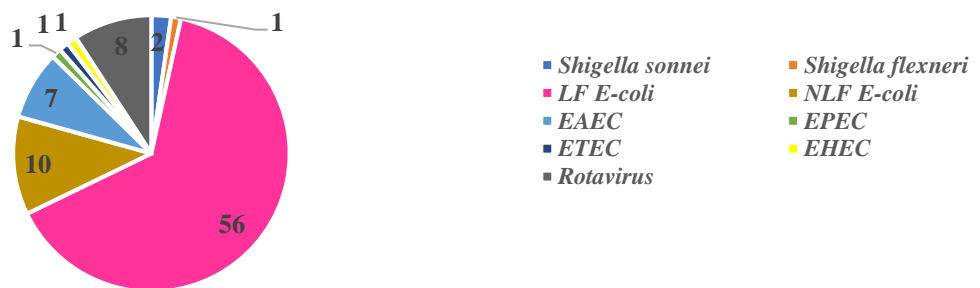 1 1 1 8 2 1
7
10
56
Shigella sonnei Shigella flexneri
LF E-coli NLF E-coli
EAEC EPEC
ETEC EHEC
Rotavirus